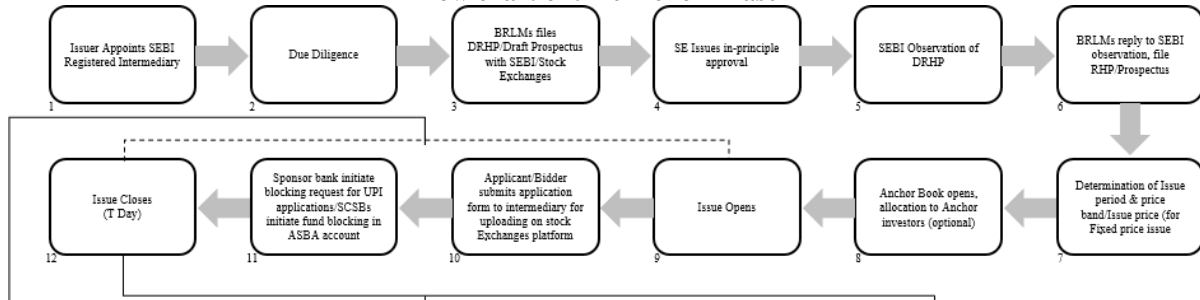 Issuer Appoints SEBI
Registered Intermediary
1
Due Diligence
2
BRLMs files
DRHP/Draft Prospectus
with SEBI/Stock
Exchanges
3
SE Issues in-principle
approval
4
SEBI Observation of
DRHP
5
BRLMs reply to SEBI
observation, file
RHP/Prospectus
6
Determination of Issue
period & price
band/Issue price (for
Fixed price issue
7
Anchor Book opens,
allocation to Anchor
investors (optional)
8
Issue Opens
9
Applicant/Bidder
submits application
form to intermediary for
uploading on stock
Exchanges platform
10
Sponsor bank initiate
blocking request for UPI
applications/SCSBs
initiate fund blocking in
ASBA account
11
Issue Closes
(T Day)
12